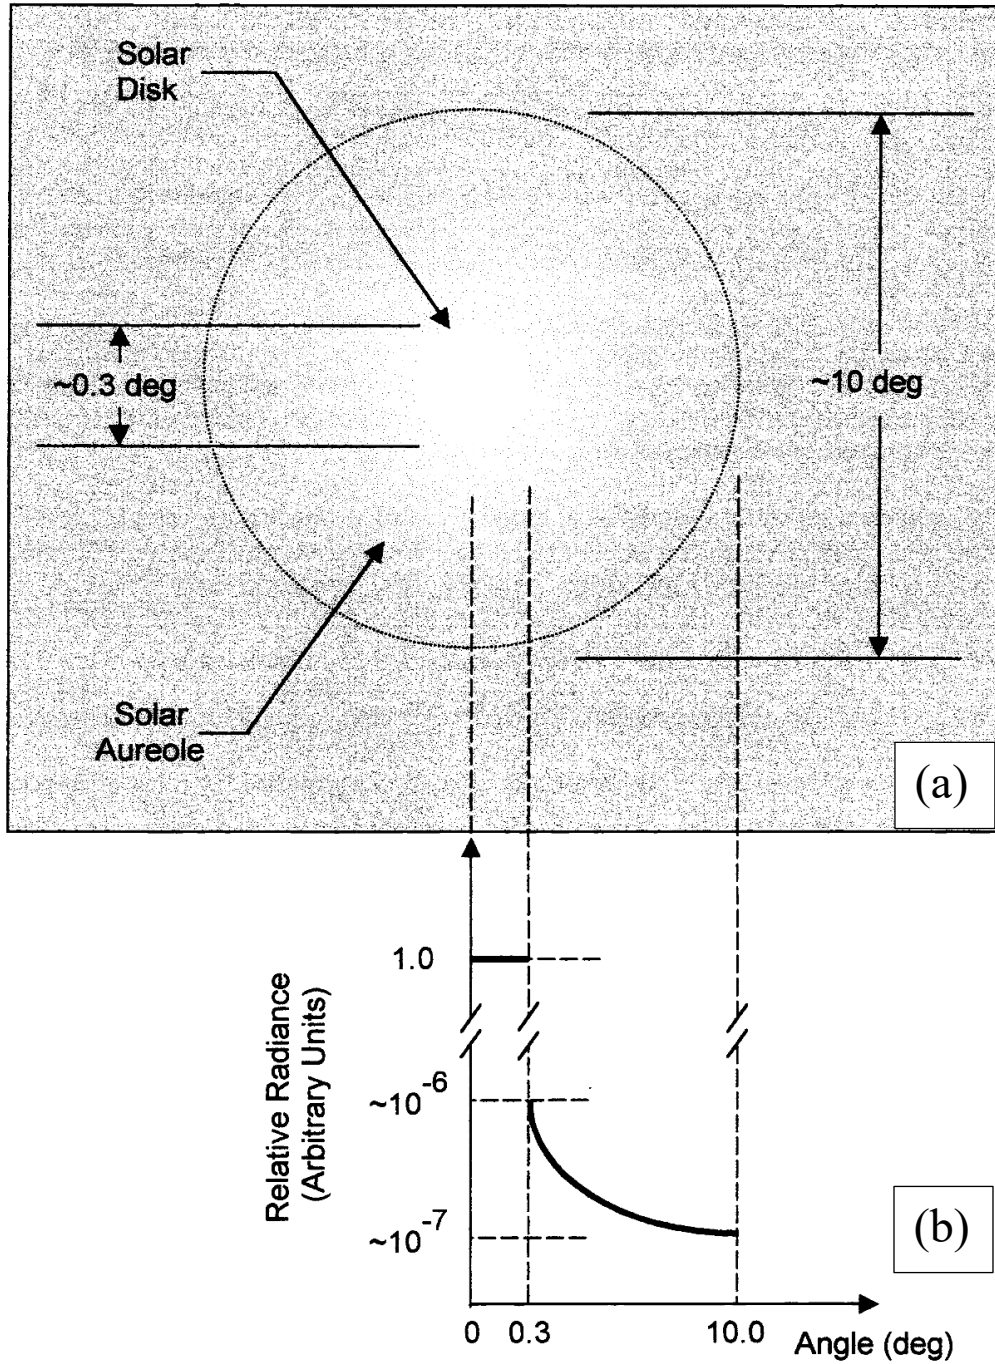 Solar
Disk
~0.3 deg
~10 deg
Solar
Aureole
(a)
Relative Radiance
(Arbitrary Units)
1.0
~10⁻⁶
~10⁻⁷
(b)
0
0.3
10.0
Angle (deg)